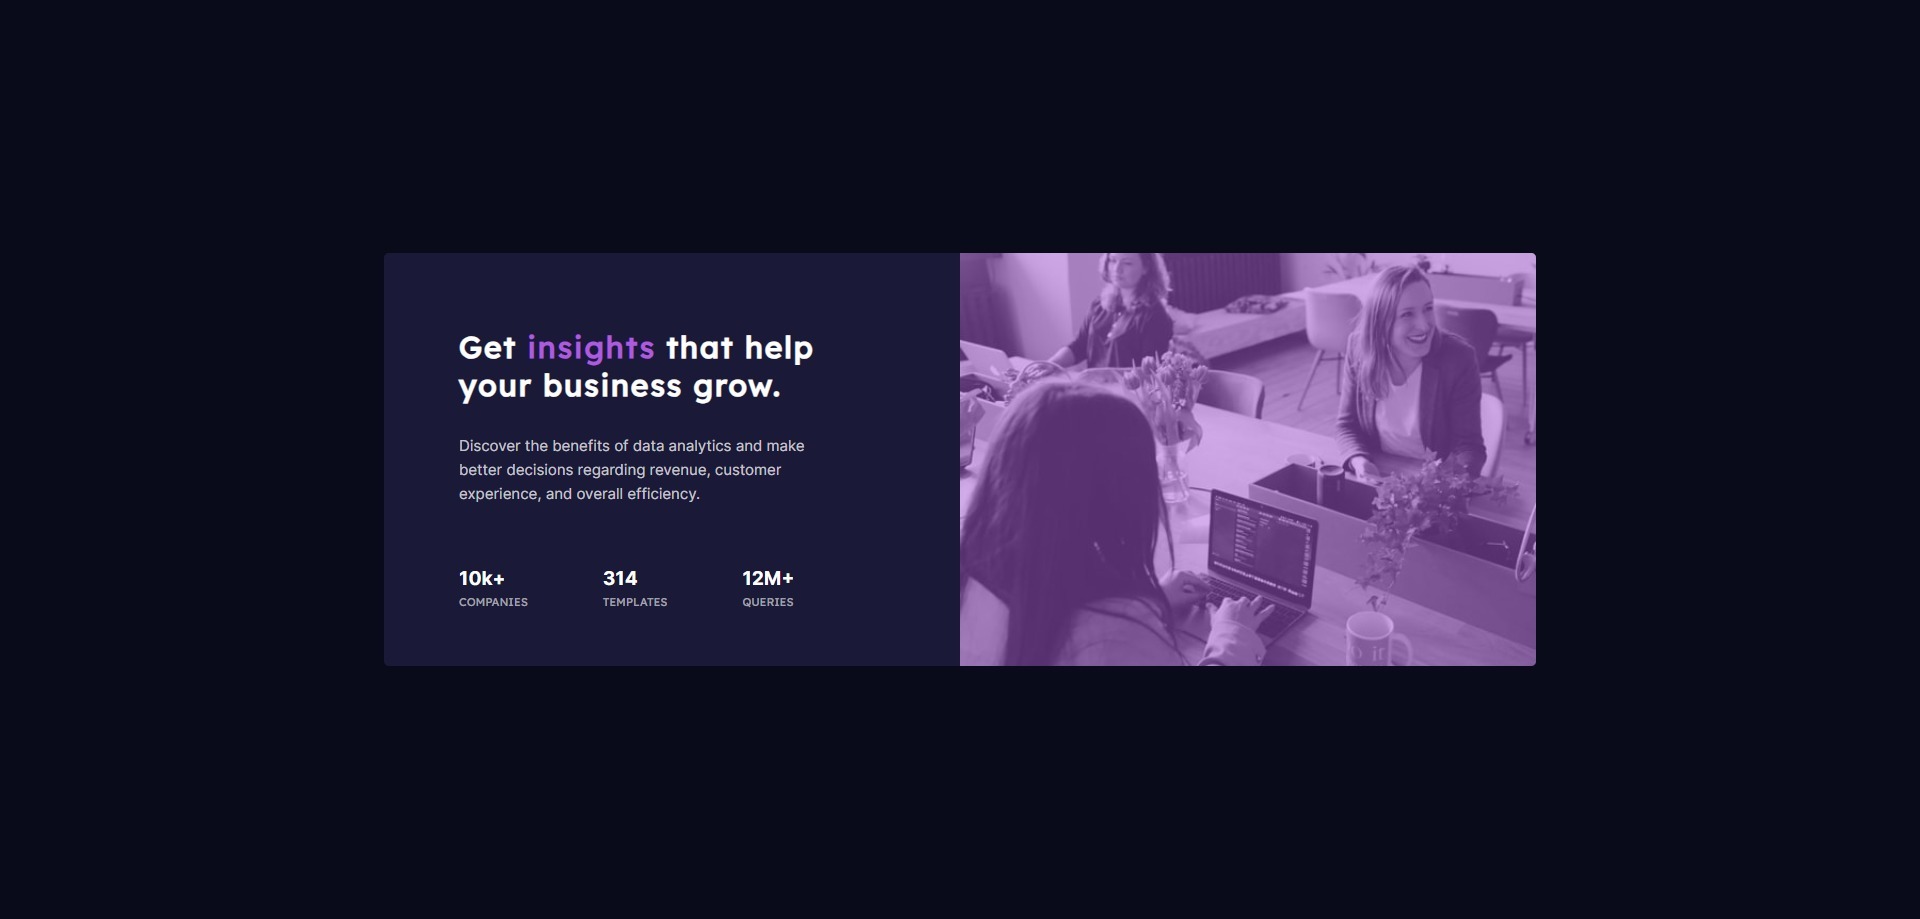 Get insights that help
your business grow.
Discover the benefits of data analytics and make
better decisions regarding revenue, customer
experience, and overall efficiency.
10k+
COMPANIES
314
TEMPLATES
12M+
QUERIES